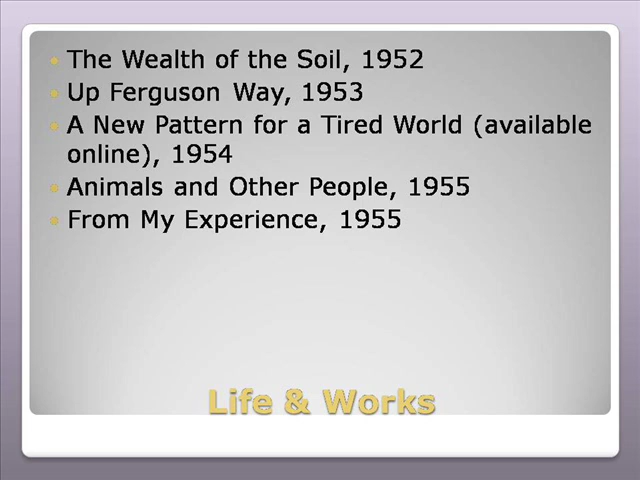 The Wealth of the Soil, 1952
Up Ferguson Way, 1953
A New Pattern for a Tired World (available
online), 1954
Animals and Other People, 1955
From My Experience, 1955
Life & Works